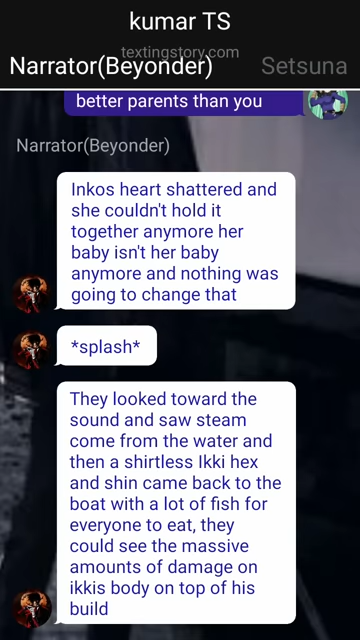 kumar TS
textingstory.com
Narrator(Beyonder) Setsuna
better parents than you
Narrator(Beyonder)
Inkos heart shattered and
she couldn't hold it
together anymore her
baby isn't her baby
anymore and nothing was
going to change that
*splash*
They looked toward the
sound and saw steam
come from the water and
then a shirtless Ikki hex
and shin came back to the
boat with a lot of fish for
everyone to eat, they
could see the massive
amounts of damage on
ikkis body on top of his
build